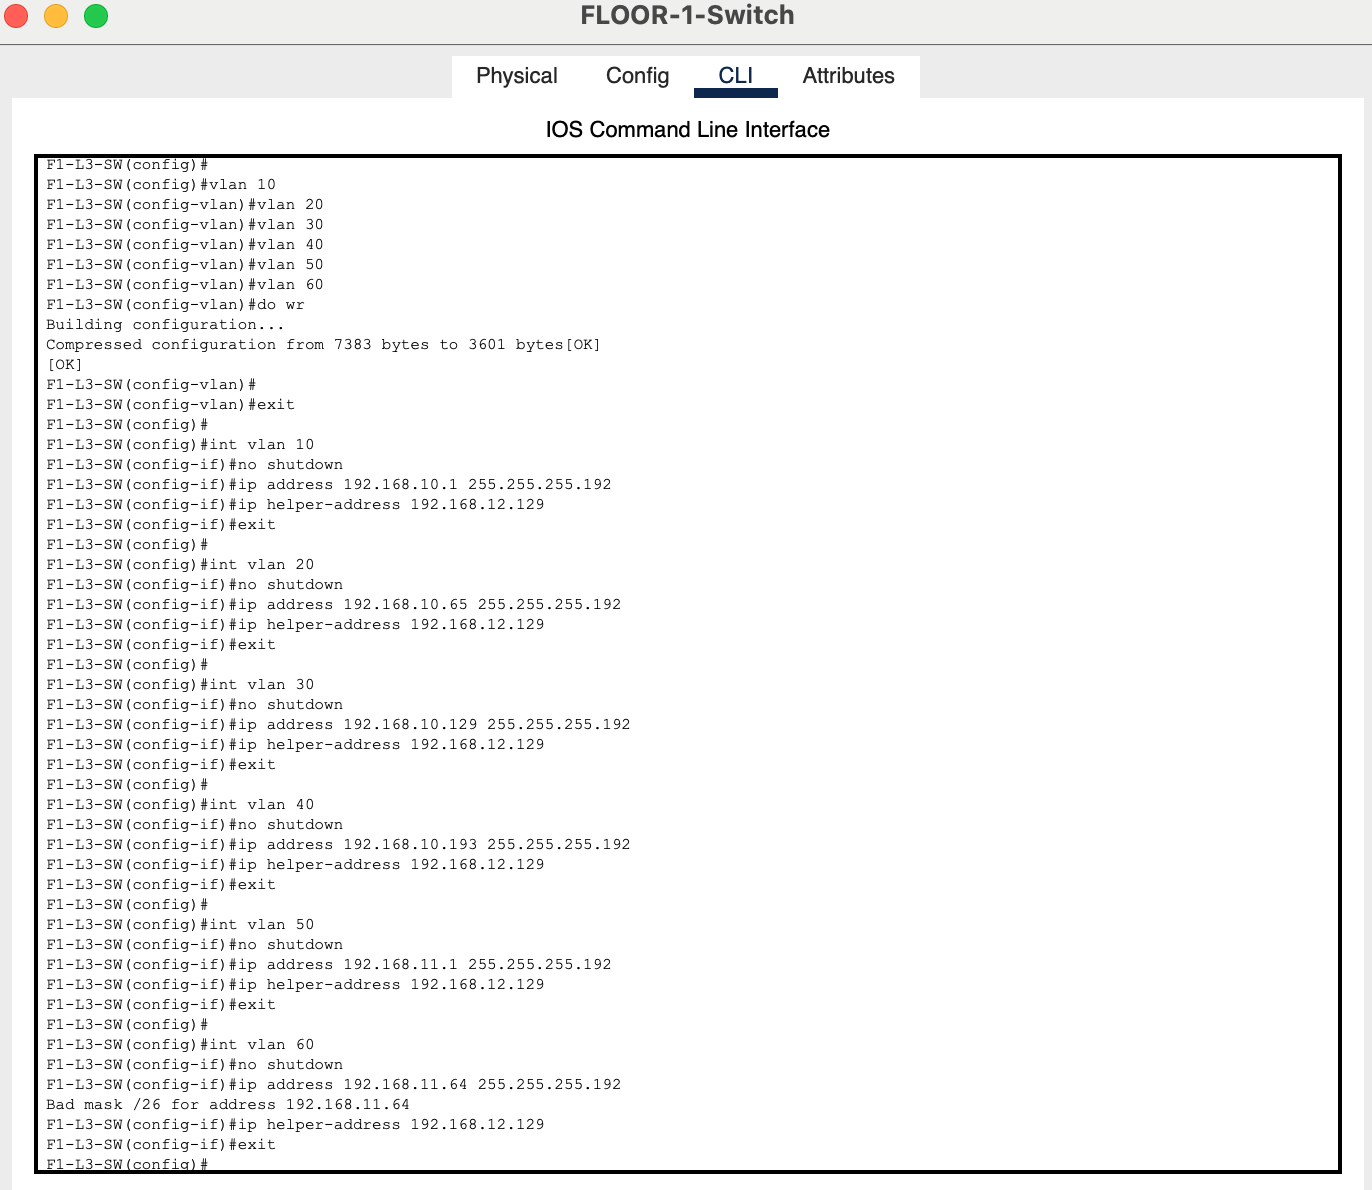 FLOOR-1-Switch
Physical Config CLI Attributes
IOS Command Line Interface
F1-L3-SW(config)#
F1-L3-SW(config)#vlan 10
F1-L3-SW(config-vlan)#vlan 20
F1-L3-SW(config-vlan)#vlan 30
F1-L3-SW(config-vlan)#vlan 40
F1-L3-SW(config-vlan)#vlan 50
F1-L3-SW(config-vlan)#vlan 60
F1-L3-SW(config-vlan)#do wr
Building configuration...
Compressed configuration from 7383 bytes to 3601 bytes[OK]
[OK]
F1-L3-SW(config-vlan)#
F1-L3-SW(config-vlan)#exit
F1-L3-SW(config)#
F1-L3-SW(config)#int vlan 10
F1-L3-SW(config-if)#no shutdown
F1-L3-SW(config-if)#ip address 192.168.10.1 255.255.255.192
F1-L3-SW(config-if)#ip helper-address 192.168.12.129
F1-L3-SW(config-if)#exit
F1-L3-SW(config)#
F1-L3-SW(config)#int vlan 20
F1-L3-SW(config-if)#no shutdown
F1-L3-SW(config-if)#ip address 192.168.10.65 255.255.255.192
F1-L3-SW(config-if)#ip helper-address 192.168.12.129
F1-L3-SW(config-if)#exit
F1-L3-SW(config)#
F1-L3-SW(config)#int vlan 30
F1-L3-SW(config-if)#no shutdown
F1-L3-SW(config-if)#ip address 192.168.10.129 255.255.255.192
F1-L3-SW(config-if)#ip helper-address 192.168.12.129
F1-L3-SW(config-if)#exit
F1-L3-SW(config)#
F1-L3-SW(config)#int vlan 40
F1-L3-SW(config-if)#no shutdown
F1-L3-SW(config-if)#ip address 192.168.10.193 255.255.255.192
F1-L3-SW(config-if)#ip helper-address 192.168.12.129
F1-L3-SW(config-if)#exit
F1-L3-SW(config)#
F1-L3-SW(config)#int vlan 50
F1-L3-SW(config-if)#no shutdown
F1-L3-SW(config-if)#ip address 192.168.11.1 255.255.255.192
F1-L3-SW(config-if)#ip helper-address 192.168.12.129
F1-L3-SW(config-if)#exit
F1-L3-SW(config)#
F1-L3-SW(config)#int vlan 60
F1-L3-SW(config-if)#no shutdown
F1-L3-SW(config-if)#ip address 192.168.11.64 255.255.255.192
Bad mask /26 for address 192.168.11.64
F1-L3-SW(config-if)#ip helper-address 192.168.12.129
F1-L3-SW(config-if)#exit
F1-L3-SW(config)#